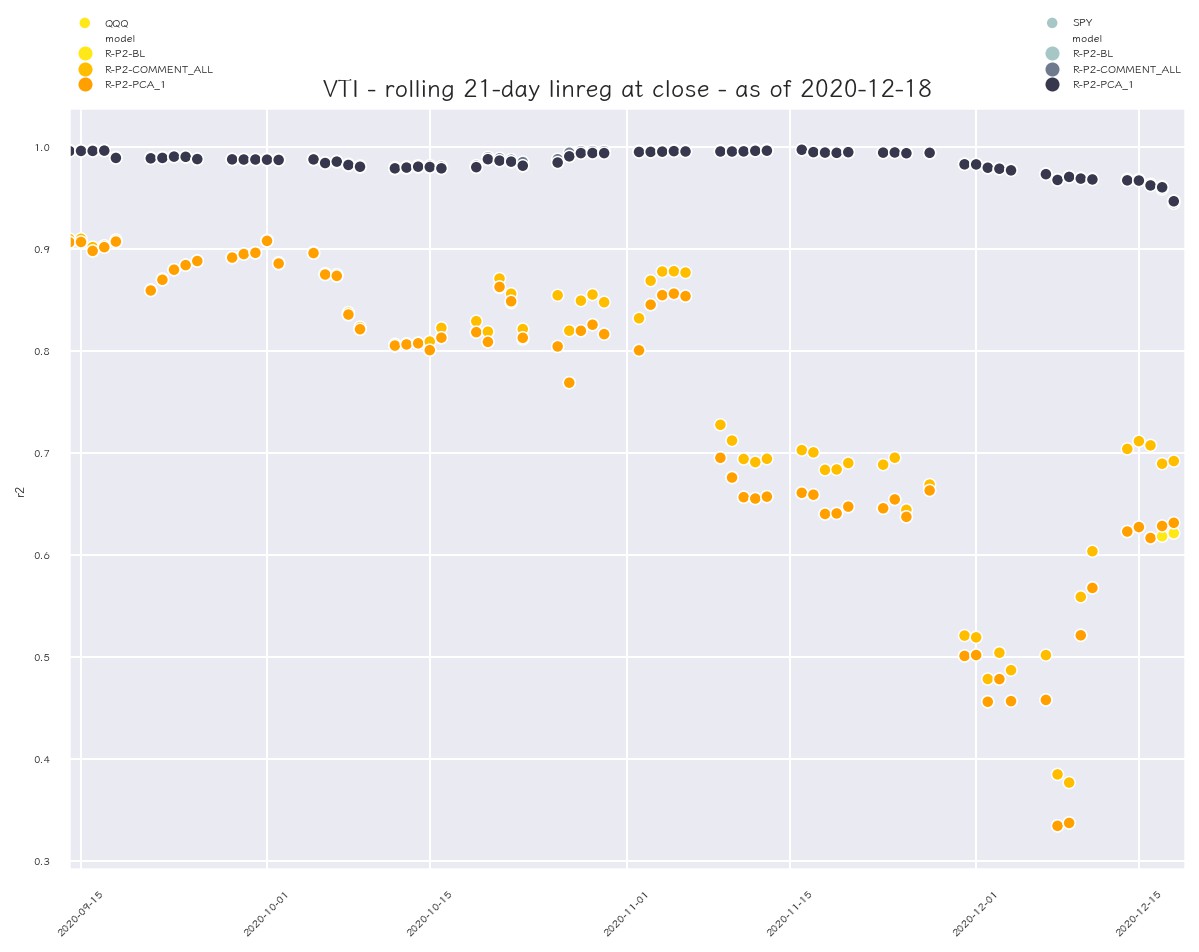 QQQ
model
R-P2-BL
R-P2-COMMENT_ALL
R-P2-PCA_1
SPY
model
R-P2-BL
R-P2-COMMENT_ALL
R-P2-PCA_1
VTI - rolling 21-day linreg at close - as of 2020-12-18
1.0
0.9
0.8
0.7
0.6
0.5
0.4
0.3
r2
2020-09-15
2020-10-01
2020-10-15
2020-11-01
2020-11-15
2020-12-01
2020-12-15